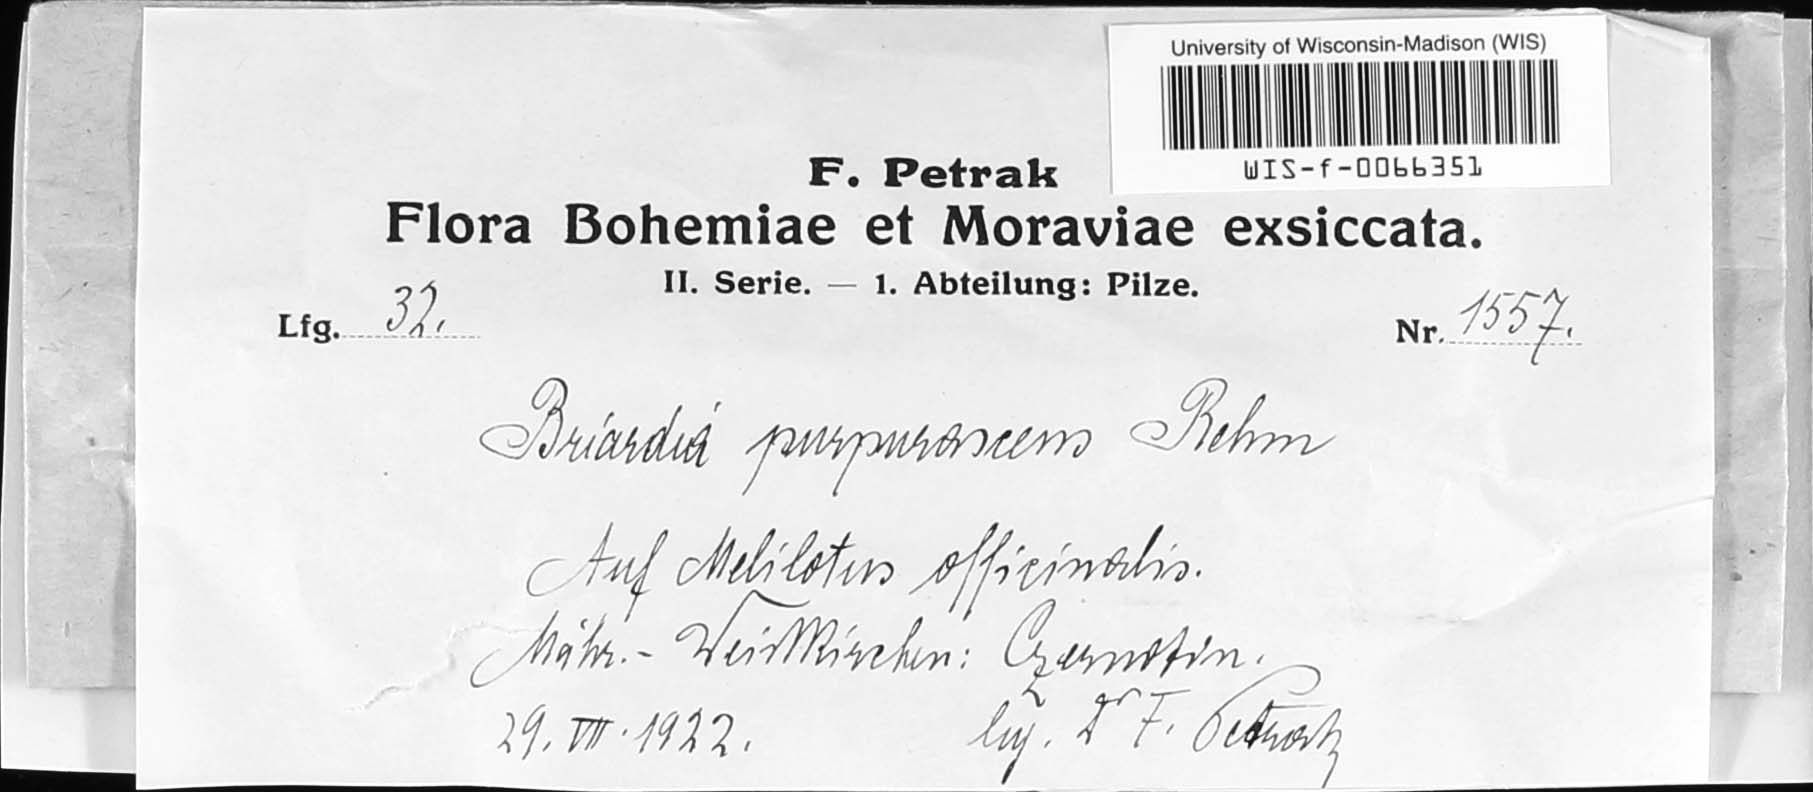 University of Wisconsin-Madison (WIS)
WIS-f-0066351
F. Petrak
Flora Bohemiae et Moraviae exsiccata.
II. Serie. — 1. Abteilung: Pilze.
Lfg. 32.
Nr. 1557.
Briardia purpurascens Rehm
Auf Melilotus officinalis.
Mähr.- Weisskirchen: Czernotin.
29. VII. 1922.
leg. Dr F. Petrak